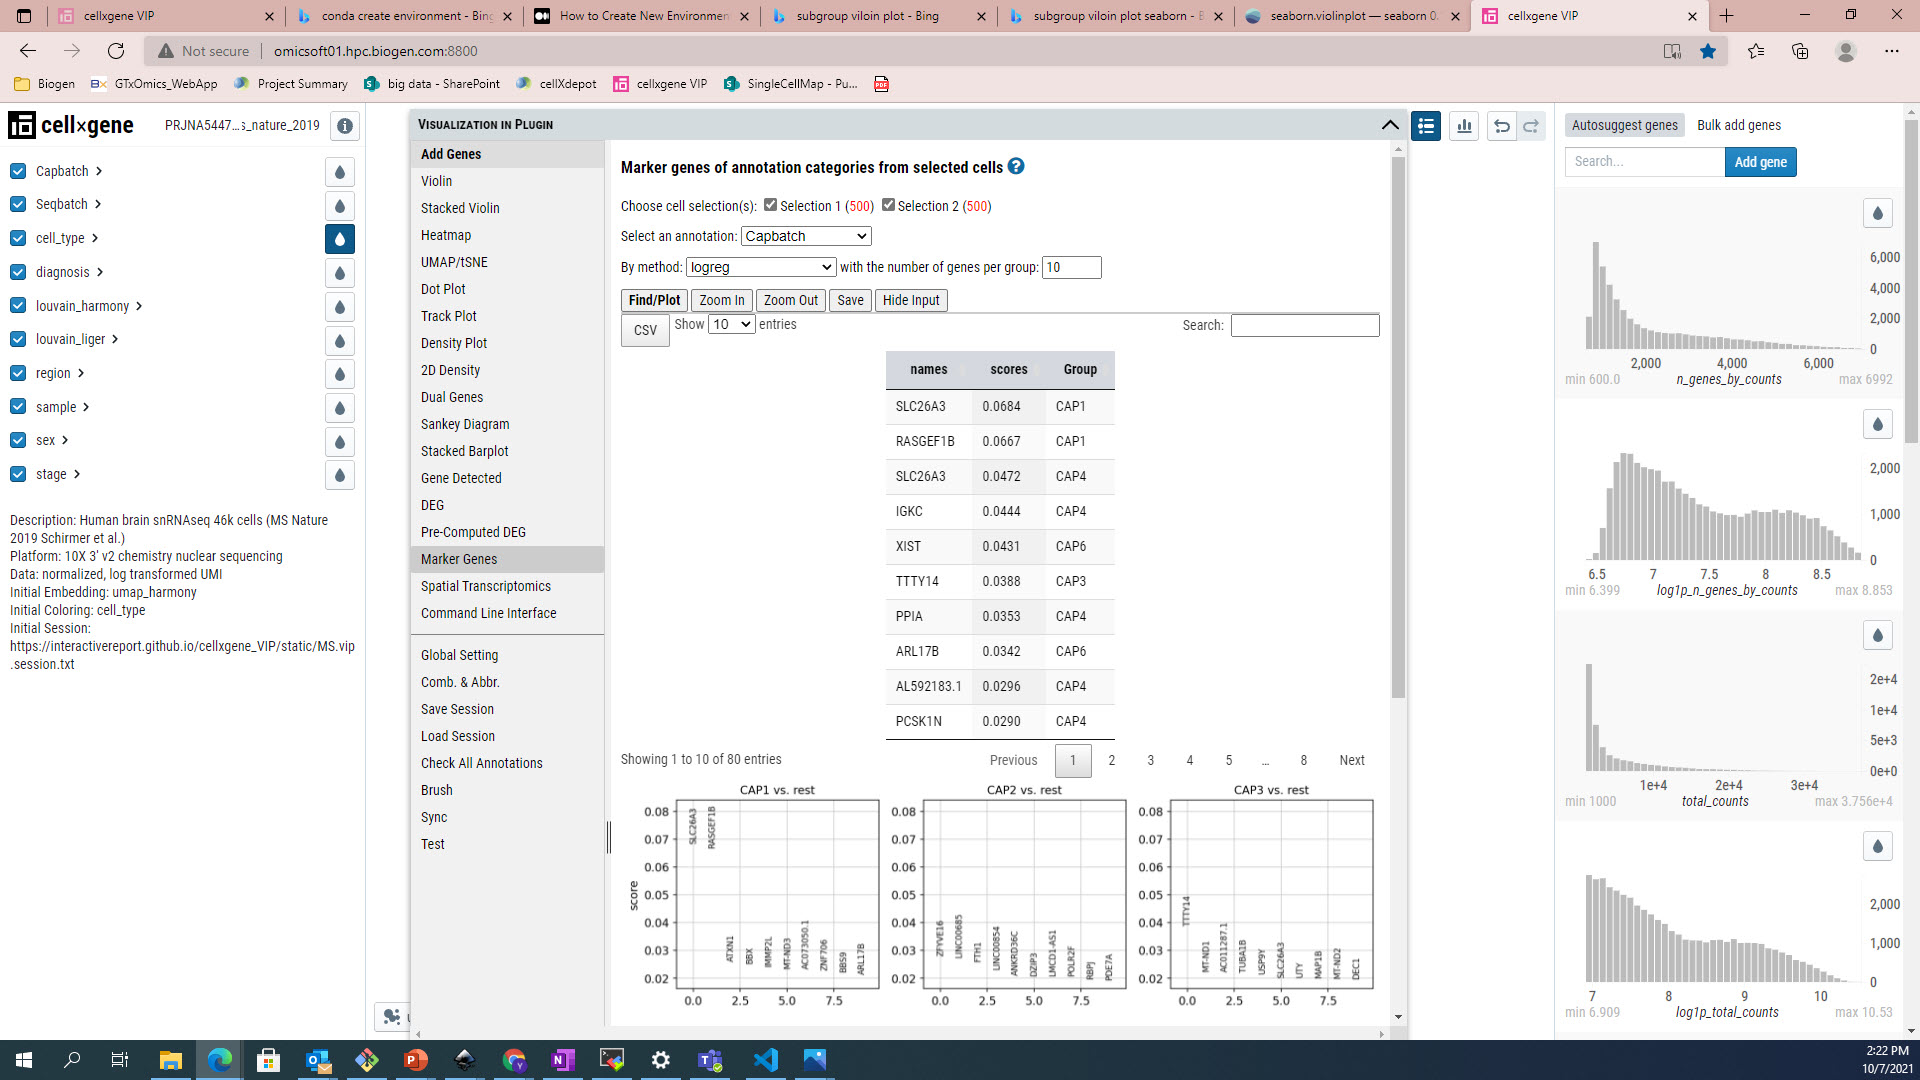 cellxgene VIP
conda create environment - Bing
How to Create New Environmen
subgroup viloin plot - Bing
subgroup viloin plot seaborn - B
seaborn.violinplot — seaborn 0.
cellxgene VIP
Not secure
omicsoft01.hpc.biogen.com:8800
Biogen
GTxOmics_WebApp
Project Summary
big data - SharePoint
cellXdepot
cellxgene VIP
SingleCellMap - Pu...
cell×gene
PRJNA5447…s_nature_2019
Capbatch
Seqbatch
cell_type
diagnosis
louvain_harmony
louvain_liger
region
sample
sex
stage
Description: Human brain snRNAseq 46k cells (MS Nature
2019 Schirmer et al.)
Platform: 10X 3' v2 chemistry nuclear sequencing
Data: normalized, log transformed UMI
Initial Embedding: umap_harmony
Initial Coloring: cell_type
Initial Session:
https://interactivereport.github.io/cellxgene_VIP/static/MS.vip
.session.txt
Visualization in Plugin
Add Genes
Violin
Stacked Violin
Heatmap
UMAP/tSNE
Dot Plot
Track Plot
Density Plot
2D Density
Dual Genes
Sankey Diagram
Stacked Barplot
Gene Detected
DEG
Pre-Computed DEG
Marker Genes
Spatial Transcriptomics
Command Line Interface
Global Setting
Comb. & Abbr.
Save Session
Load Session
Check All Annotations
Brush
Sync
Test
Marker genes of annotation categories from selected cells
Choose cell selection(s): Selection 1 (500) Selection 2 (500)
Select an annotation: Capbatch
By method: logreg with the number of genes per group: 10
Find/Plot Zoom In Zoom Out Save Hide Input
CSV Show 10 entries Search:
names scores Group
SLC26A3 0.0684 CAP1
RASGEF1B 0.0667 CAP1
SLC26A3 0.0472 CAP4
IGKC 0.0444 CAP4
XIST 0.0431 CAP6
TTTY14 0.0388 CAP3
PPIA 0.0353 CAP4
ARL17B 0.0342 CAP6
AL592183.1 0.0296 CAP4
PCSK1N 0.0290 CAP4
Showing 1 to 10 of 80 entries
Previous 1 2 3 4 5 … 8 Next
CAP1 vs. rest
score
0.08
0.07
0.06
0.05
0.04
0.03
0.02
SLC26A3
RASGEF1B
ATXN1
BBX
IMMP2L
MT-ND3
AC073050.1
ZNF706
BBS9
ARL17B
0.0 2.5 5.0 7.5
CAP2 vs. rest
0.08
0.07
0.06
0.05
0.04
0.03
0.02
ZFYVE16
LINC00685
FTH1
LINC00854
ANKRD36C
DZIP3
LMCD1-AS1
POLR2F
RBPJ
PDE7A
0.0 2.5 5.0 7.5
CAP3 vs. rest
0.08
0.07
0.06
0.05
0.04
0.03
0.02
TTTY14
MT-ND1
AC011287.1
TUBA1B
USP9Y
SLC26A3
UTY
MAP1B
MT-ND2
DEC1
0.0 2.5 5.0 7.5
Autosuggest genes
Bulk add genes
Search...
Add gene
6,000
4,000
2,000
0
2,000 4,000 6,000
min 600.0 n_genes_by_counts max 6992
2,000
1,000
0
6.5 7 7.5 8 8.5
min 6.399 log1p_n_genes_by_counts max 8.853
2e+4
1e+4
5e+3
0e+0
1e+4 2e+4 3e+4
min 1000 total_counts max 3.756e+4
2,000
1,000
0
7 8 9 10
min 6.909 log1p_total_counts max 10.53
2:22 PM
10/7/2021